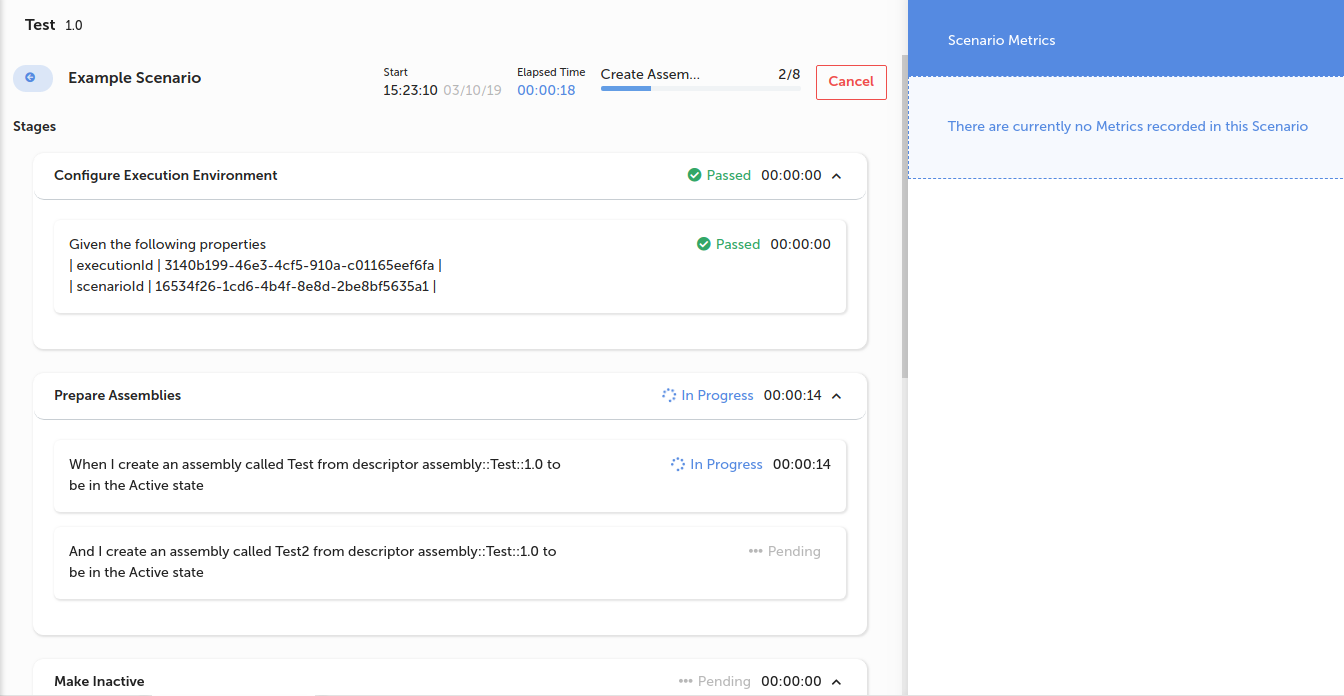 Test 1.0
Scenario Metrics
Example Scenario
Start
15:23:10 03/10/19
Elapsed Time
00:00:18
Create Assem... 2/8
Cancel
There are currently no Metrics recorded in this Scenario
Stages
Configure Execution Environment Passed 00:00:00
Given the following properties Passed 00:00:00
| executionId | 3140b199-46e3-4cf5-910a-c01165eef6fa |
| scenarioId | 16534f26-1cd6-4b4f-8e8d-2be8bf5635a1 |
Prepare Assemblies In Progress 00:00:14
When I create an assembly called Test from descriptor assembly::Test::1.0 to In Progress 00:00:14
be in the Active state
And I create an assembly called Test2 from descriptor assembly::Test::1.0 to ••• Pending
be in the Active state
Make Inactive ••• Pending 00:00:00